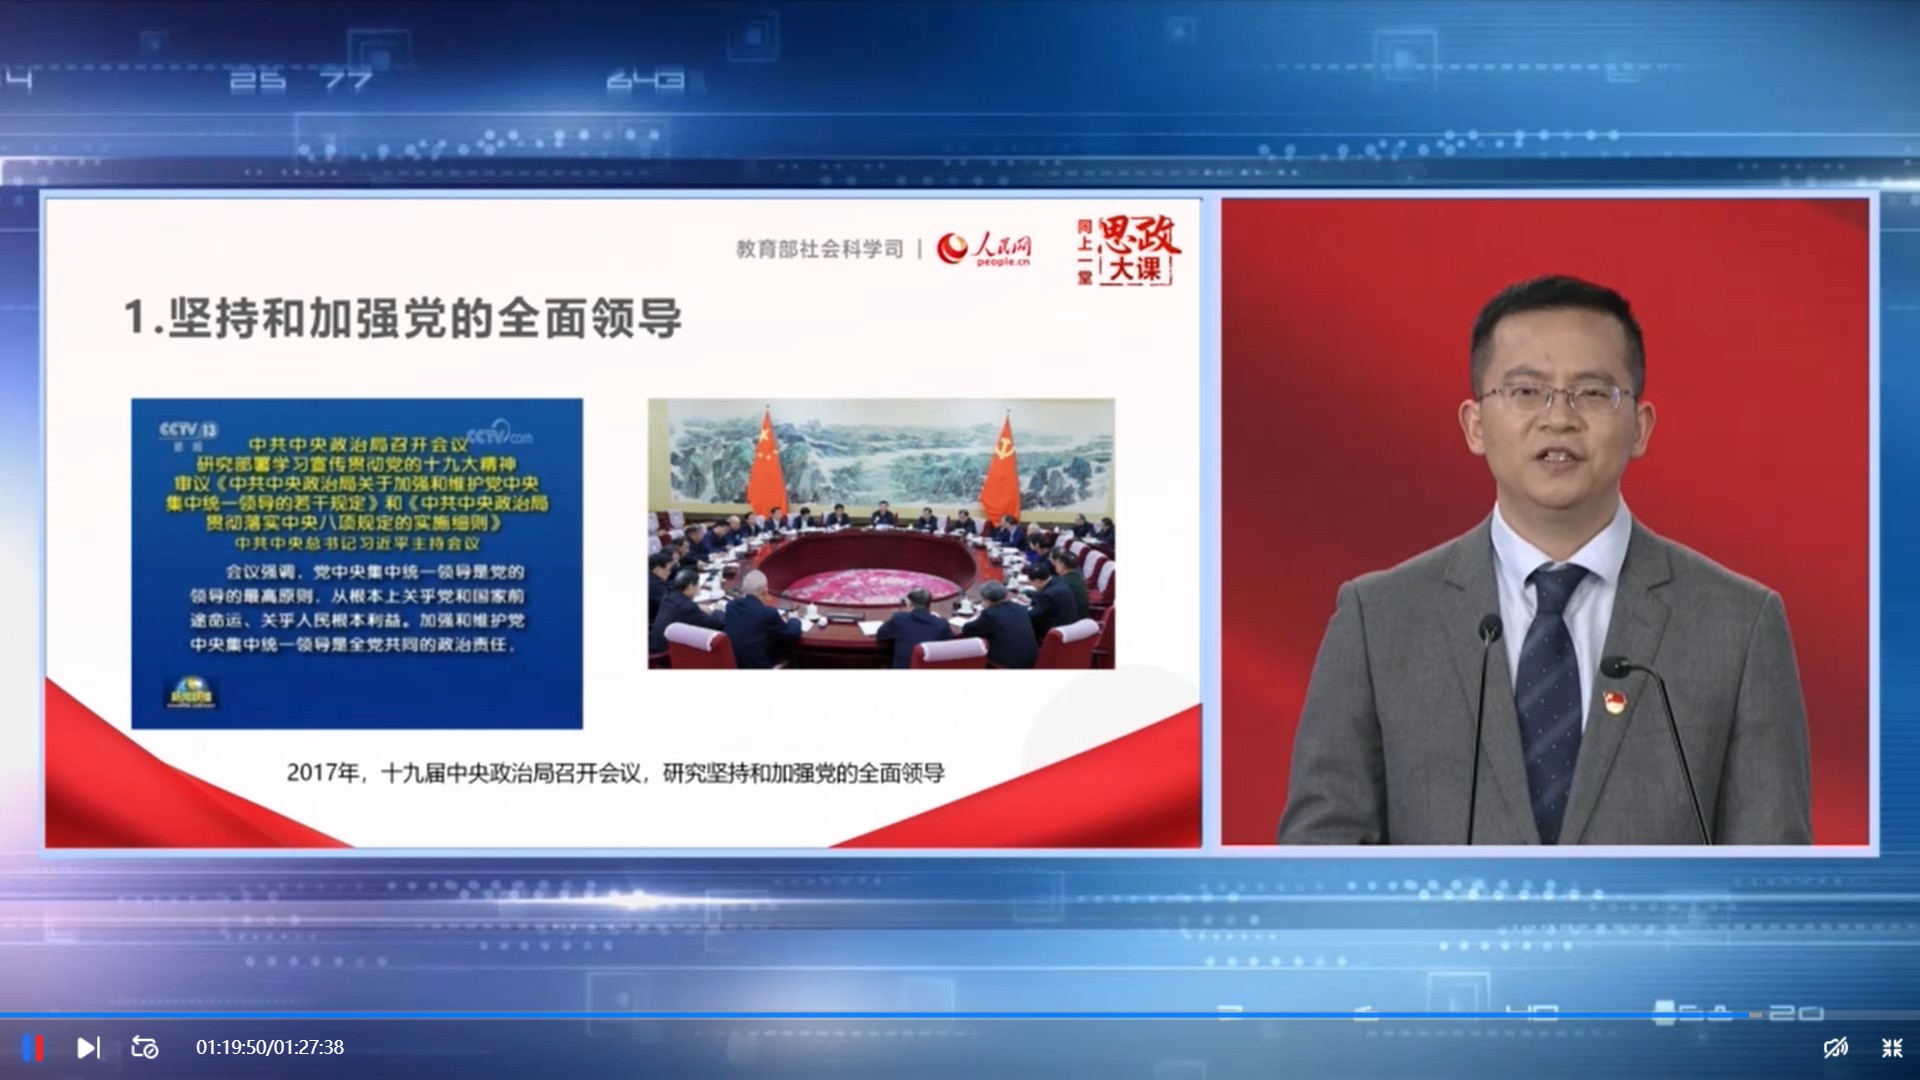 4
25 77
643
教育部社会科学司 | 人民网
people.cn
同上一堂
思政
大课
1.坚持和加强党的全面领导
CCTV 13
新闻
CCTV.com
中共中央政治局召开会议
研究部署学习宣传贯彻党的十九大精神
审议《中共中央政治局关于加强和维护党中央
集中统一领导的若干规定》和《中共中央政治局
贯彻落实中央八项规定的实施细则》
中共中央总书记习近平主持会议
会议强调，党中央集中统一领导是党的
领导的最高原则，从根本上关乎党和国家前
途命运、关乎人民根本利益。加强和维护党
中央集中统一领导是全党共同的政治责任，
新闻联播
2017年，十九届中央政治局召开会议，研究坚持和加强党的全面领导
20
01:19:50/01:27:38